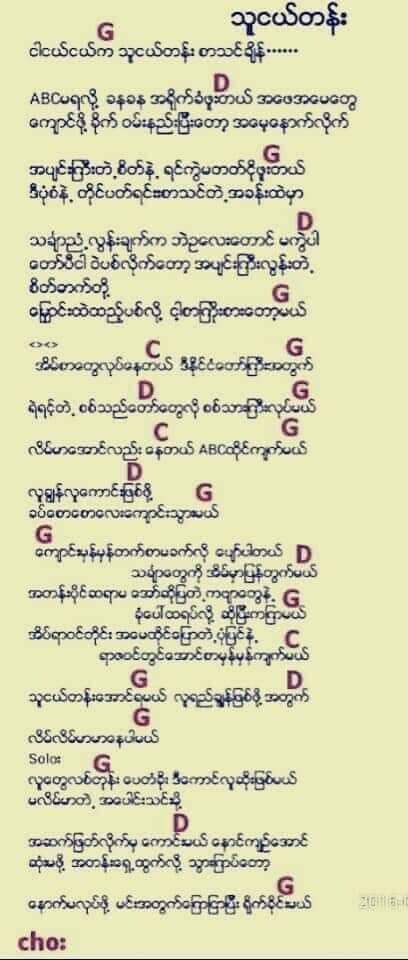 သူငယ်တန်း
G
ငါငယ်ငယ်က သူငယ်တန်း စာသင်ချိန်······
D
ABCမရလို့ ခနခန အရိုက်ခံဖူးတယ် အဖေအမေတွေ
ကျောင်းဖို့ ခိုက် ဝမ်းနည်းပြီးတော့ အမေ့နောက်လိုက်
G
အပျင်းကြီးတဲ့စိတ်နဲ့ ရင်ကွဲမတတ်ငိုဖူးတယ်
ဒီပုံစံနဲ့ တိုင်ပတ်ရင်းစာသင်တဲ့အခန်းထဲမှာ
D
သင်္ချာညံ့လွန်းချက်က ဘဲဥလေးတောင် မကွဲပါ
တော်ပီငါ ဝဲပစ်လိုက်တော့ အပျင်းကြီးလွန်းတဲ့
စိတ်ဓာက်တို့
G
မြှောင်းထဲထည့်ပစ်လို့ ငါ့စာကြိုးစားတော့မယ်
<><>
C G
အိမ်စာတွေလုပ်နေတယ် ဒီနိုင်ငံတော်ကြီးအတွက်
D G
ရဲရင့်တဲ့ စစ်သည်တော်တွေလို စစ်သားကြီးလုပ်မယ်
C G
လိမ်မာအောင်လည်း နေတယ် ABCထိုင်ကျက်မယ်
D
လူချွန်လူကောင်းဖြစ်ဖို့
G
ခပ်စောစောလေးကျောင်းသွားမယ်
G
ကျောင်းမှန်မှန်တက်စာမခက်လို ပျော်ပါတယ်
D
သင်္ချာတွေကို အိမ်မှာပြန်တွက်မယ်
အတန်းပိုင်ဆရာမ အော်ဆိုပြတဲ့ကဗျာတွေနဲ့
G
ခုံပေါ်ထရပ်လို့ ဆိုပြီးကကြာမယ်
အိပ်ရာဝင်တိုင်း အမေထိုင်ပြောတဲ့ပုံပြင်နဲ့
C
ရာဇဝင်တွင်အောင်စာမှန်မှန်ကျက်မယ်
G D
သူငယ်တန်းအောင်ရမယ် လူရည်ချွန်ဖြစ်ဖို့အတွက်
G
လိမ်လိမ်မာမာနေပါမယ်
Solo:
G
လူတွေလစ်တုန်း ပေတံခိုး ဒီကောင်လူဆိုးဖြစ်မယ်
မလိမ်မာတဲ့ အပေါင်းသင်းမို့
D
အဆက်ဖြတ်လိုက်မှ ကောင်းမယ် နောင်ကျဉ်အောင်
ဆုံးမဖို့ အတန်းရှေ့ထွက်လို့ သွားကြာပ်တော့
G
နောက်မလုပ်ဖို့ မင်းအတွက်ကြောငြာပြီး ရိုက်ခိုင်းမယ်
cho: